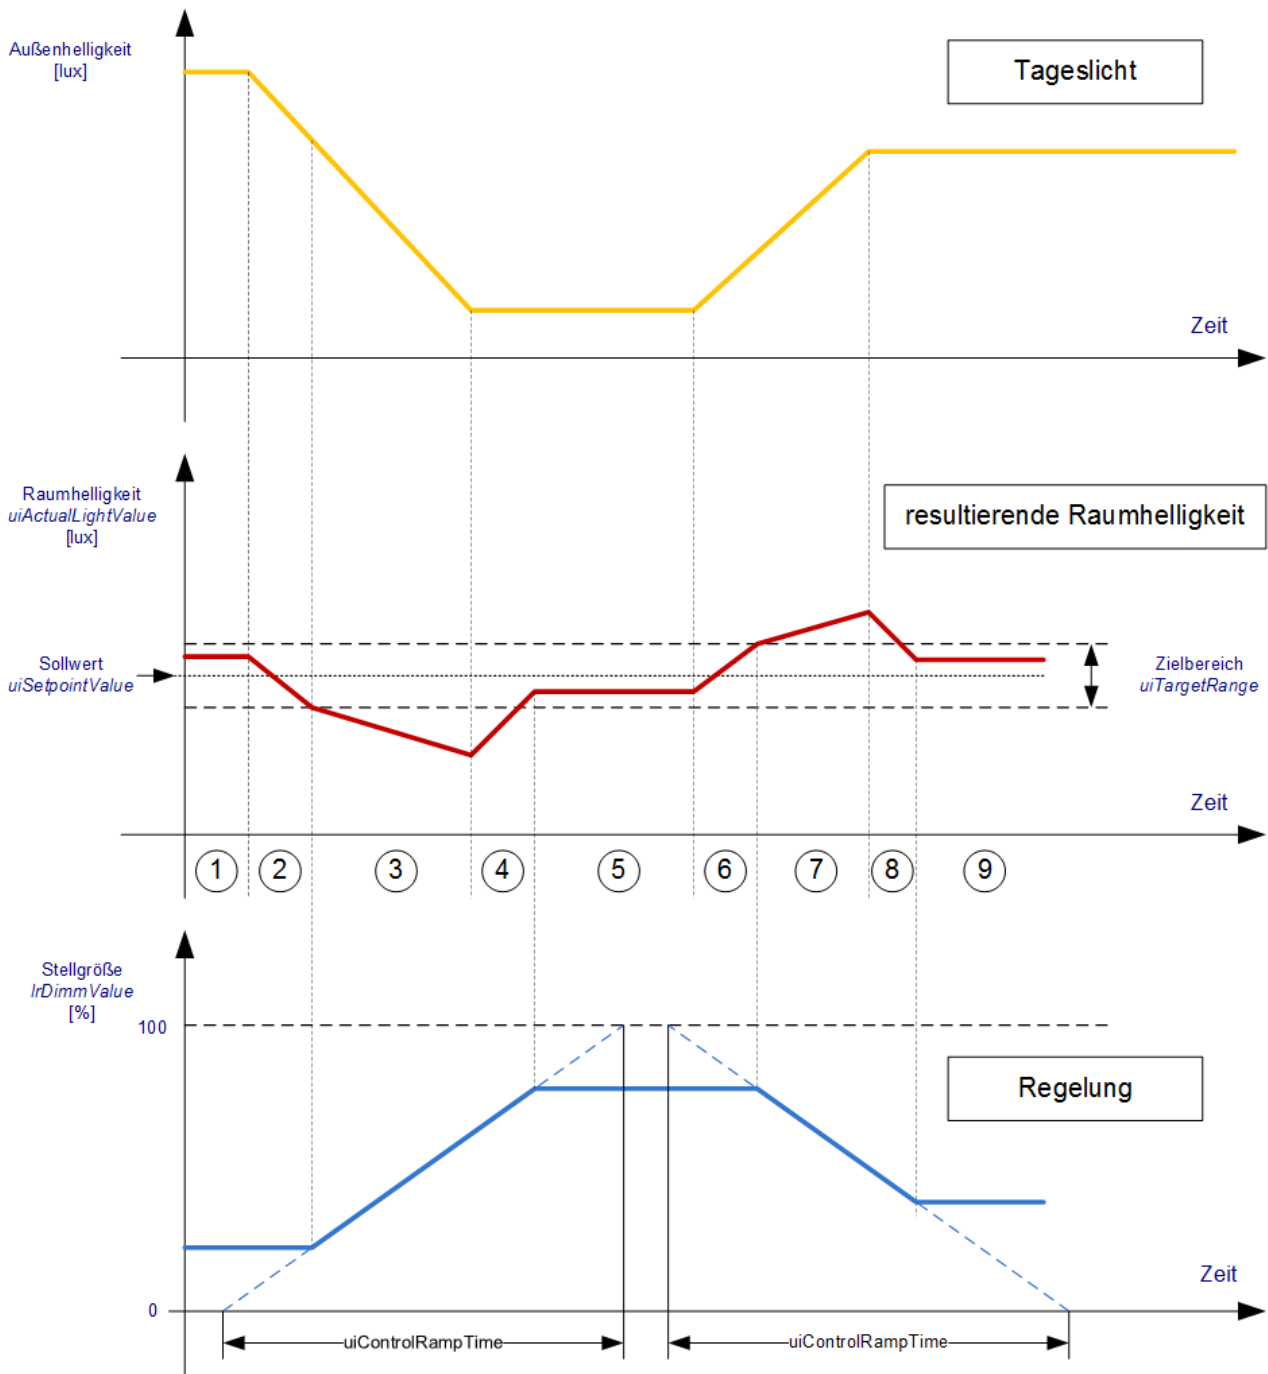 Außenhelligkeit
[lux]
Tageslicht
Zeit
Raumhelligkeit
uiActualLightValue
[lux]
resultierende Raumhelligkeit
Sollwert
uiSetpointValue
Zielbereich
uiTargetRange
Zeit
1 2 3 4 5 6 7 8 9
Stellgröße
lrDimmValue
[%]
100
Regelung
Zeit
0
uiControlRampTime uiControlRampTime